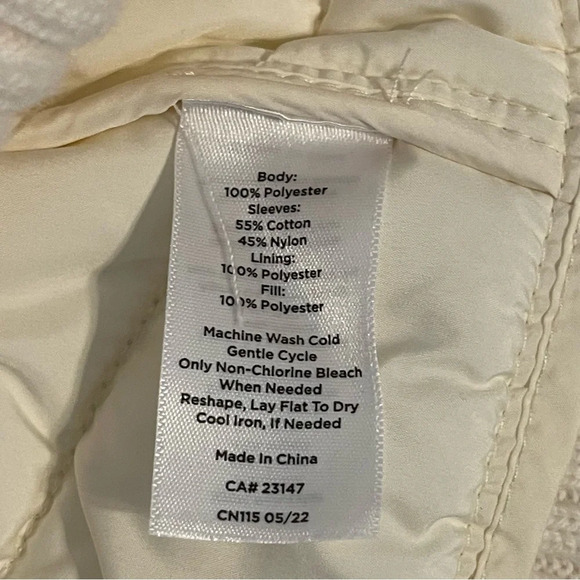 Body:
100% Polyester
Sleeves:
55% Cotton
45% Nylon
Lining:
100% Polyester
Fill:
100% Polyester
Machine Wash Cold
Gentle Cycle
Only Non-Chlorine Bleach
When Needed
Reshape, Lay Flat To Dry
Cool Iron, If Needed
Made In China
CA# 23147
CN115 05/22